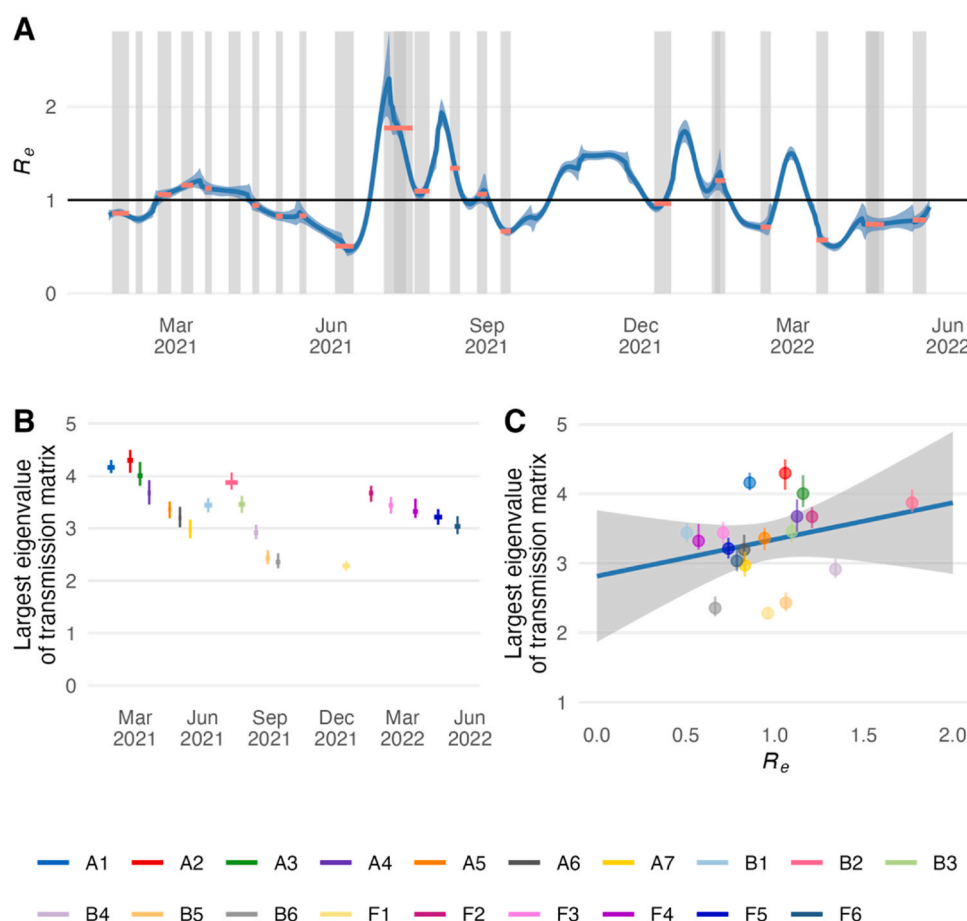 A
2
1
0
Re
Mar Jun Sep Dec Mar Jun
2021 2021 2021 2021 2022 2022
B
5
4
3
2
1
0
Largest eigenvalue
of transmission matrix
Mar Jun Sep Dec Mar Jun
2021 2021 2021 2021 2022 2022
C
5
4
3
2
1
Largest eigenvalue
of transmission matrix
0.0 0.5 1.0 1.5 2.0
Re
A1 A2 A3 A4 A5 A6 A7 B1 B2 B3
B4 B5 B6 F1 F2 F3 F4 F5 F6